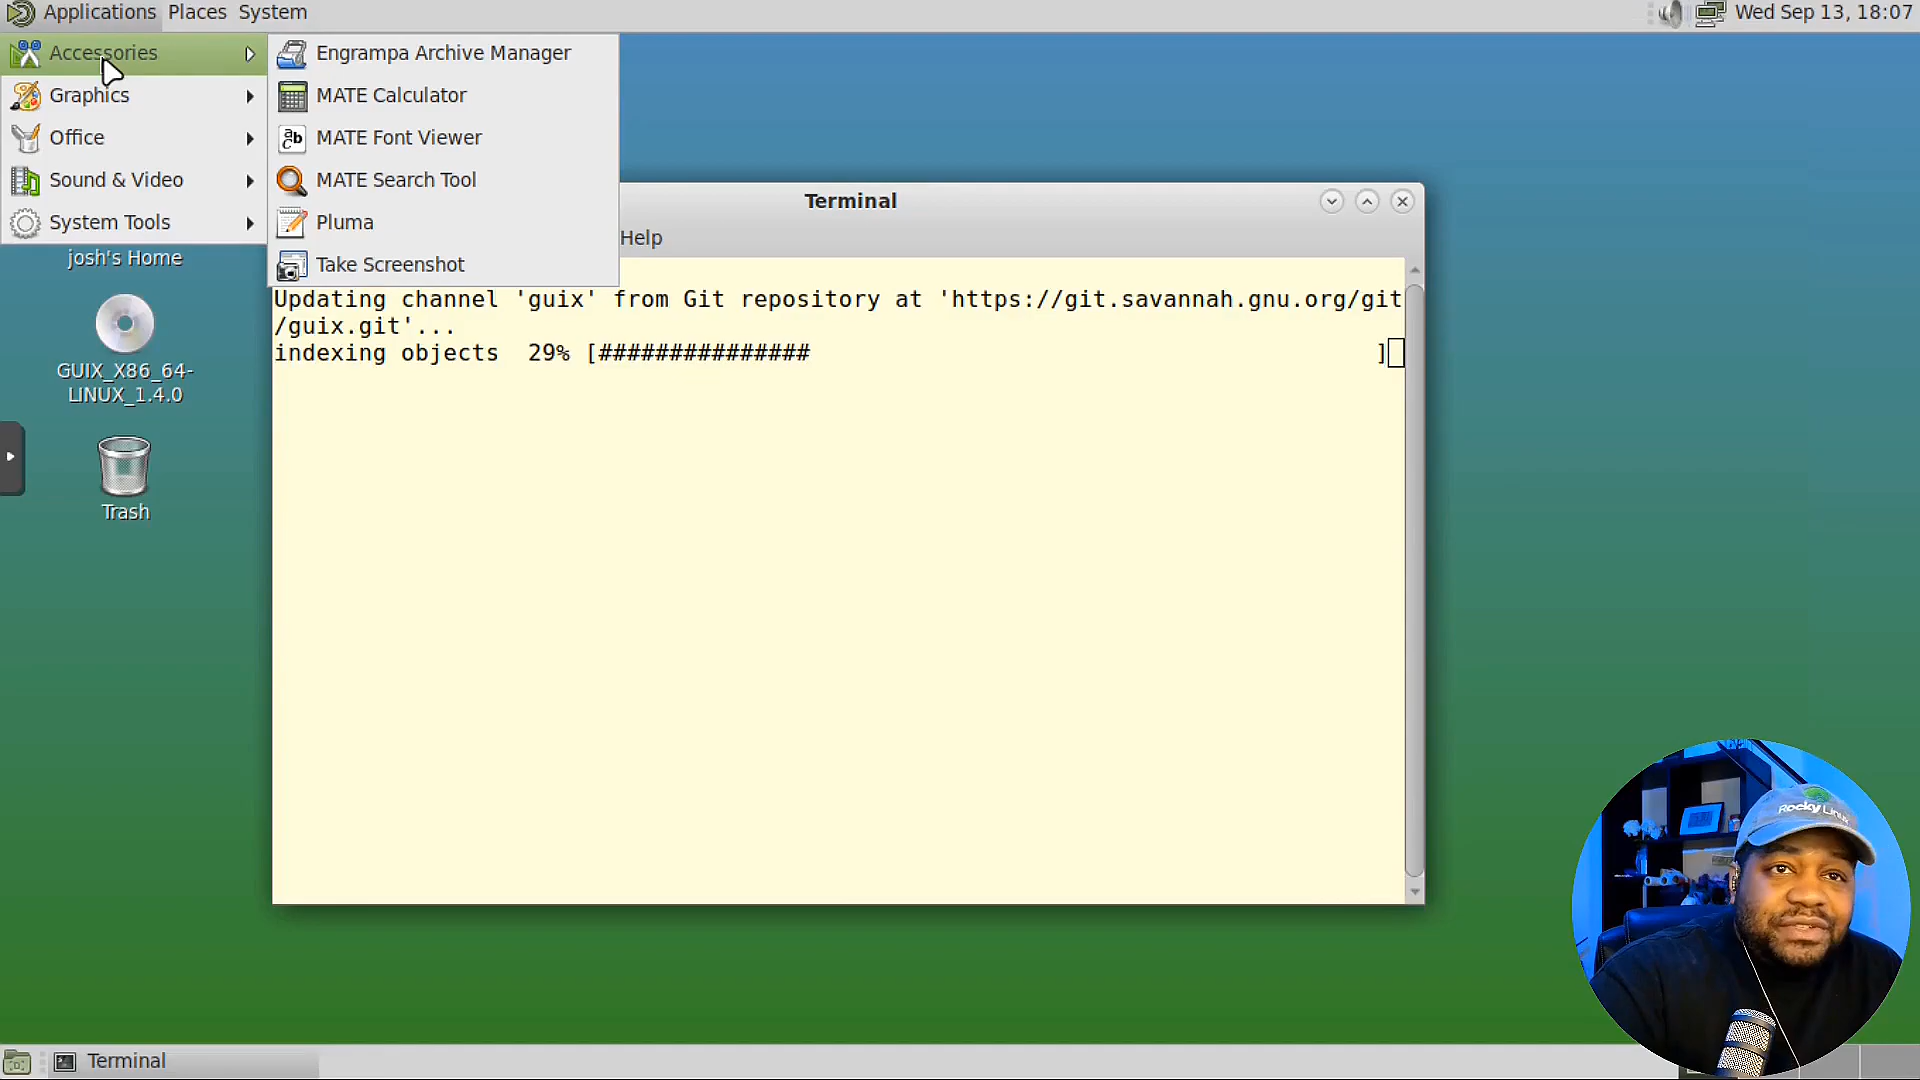 Applications Places System
Wed Sep 13, 18:07
Accessories
Graphics
Office
Sound & Video
System Tools
Engrampa Archive Manager
MATE Calculator
MATE Font Viewer
MATE Search Tool
Pluma
Take Screenshot
josh's Home
GUIX_X86_64-
LINUX_1.4.0
Trash
Terminal
Help
Updating channel 'guix' from Git repository at 'https://git.savannah.gnu.org/git
/guix.git'...
indexing objects 29% [############### ]
Rocky Linux
Terminal